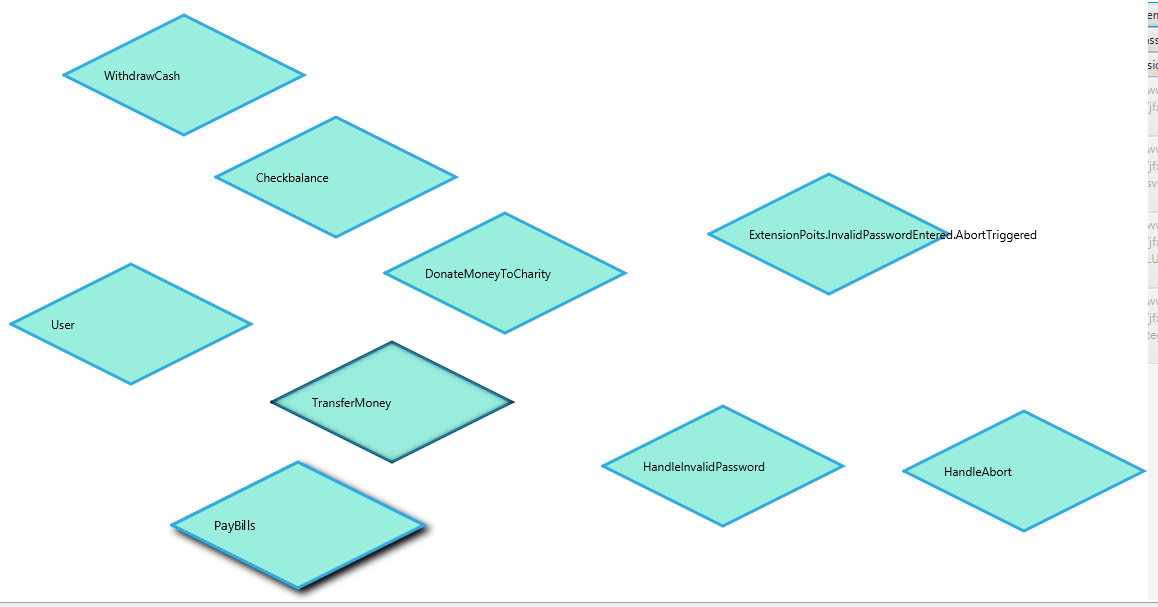 WithdrawCash
Checkbalance
DonateMoneyToCharity
ExtensionPoits.InvalidPasswordEntered.AbortTriggered
User
TransferMoney
HandleInvalidPassword
HandleAbort
PayBills